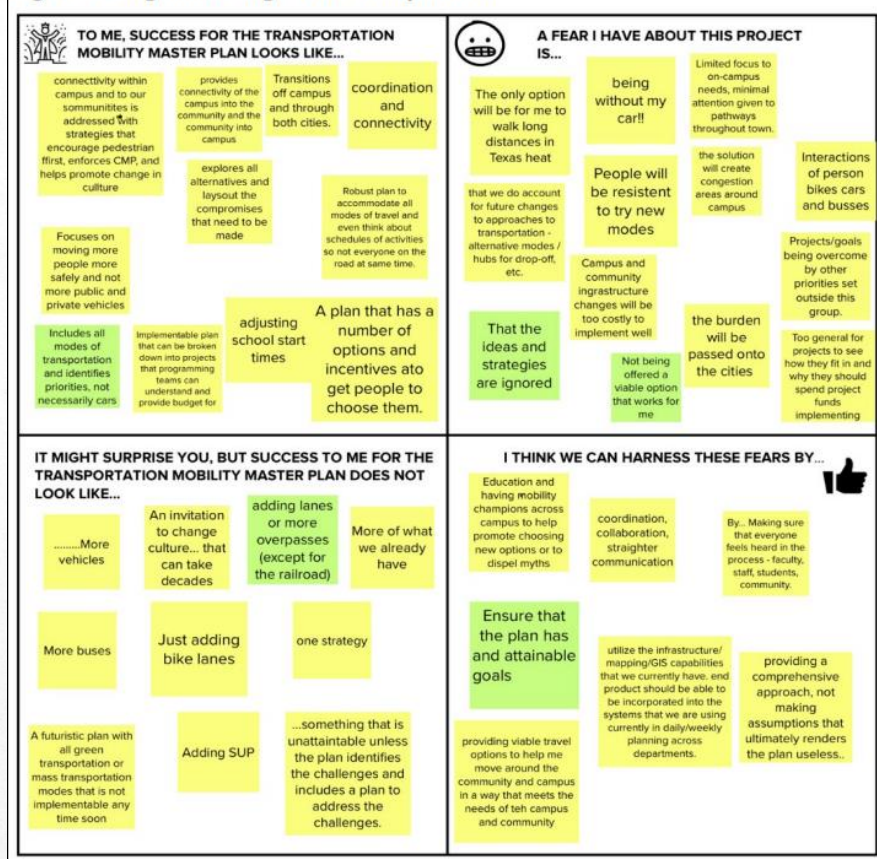 TO ME, SUCCESS FOR THE TRANSPORTATION
MOBILITY MASTER PLAN LOOKS LIKE...
connecttivity within
campus and to our
sommunitites is
addressed with
strategies that
encourage pedestrian
ffirst, enforces CMP, and
helps promote change in
cullture
provides
connectivity of the
campus into the
community and the
community into
campus
Transitions
off campus
and through
both cities.
coordination
and
connectivity
explores all
alternatives and
laysout the
compromises
that need to be
made
Robust plan to
accommodate all
modes of travel and
even think about
schedules of activities
so not everyone on the
road at same time.
Focuses on
moving more
people more
safely and not
more public and
private vehicles
Includes all
modes of
transportation
and identifies
priorities, not
necessarily cars
Implementable plan
that can be broken
down into projects
that programming
teams can
understand and
provide budget for
adjusting
school start
times
A plan that has a
number of
options and
incentives ato
get people to
choose them.
A FEAR I HAVE ABOUT THIS PROJECT
IS...
The only option
will be for me to
walk long
distances in
Texas heat
being
without my
car!!
Limited focus to
on-campus
needs, minimal
attention given to
pathways
throughout town.
that we do account
for future changes
to approaches to
transportation -
alternative modes /
hubs for drop-off,
etc.
People will
be resistent
to try new
modes
the solution
will create
congestion
areas around
campus
Interactions
of person
bikes cars
and busses
Campus and
community
ingrastructure
changes will be
too costly to
implement well
Projects/goals
being overcome
by other
priorities set
outside this
group.
That the
ideas and
strategies
are ignored
Not being
offered a
viable option
that works for
me
the burden
will be
passed onto
the cities
Too general for
projects to see
how they fit in and
why they should
spend project
funds
implementing
IT MIGHT SURPRISE YOU, BUT SUCCESS TO ME FOR THE
TRANSPORTATION MOBILITY MASTER PLAN DOES NOT
LOOK LIKE...
.........More
vehicles
An invitation
to change
culture... that
can take
decades
adding lanes
or more
overpasses
(except for
the railroad)
More of what
we already
have
More buses
Just adding
bike lanes
one strategy
A futuristic plan with
all green
transportation or
mass transportation
modes that is not
implementable any
time soon
Adding SUP
...something that is
unattainable unless
the plan identifies
the challenges and
includes a plan to
address the
challenges.
I THINK WE CAN HARNESS THESE FEARS BY...
Education and
having mobility
champions across
campus to help
promote choosing
new options or to
dispel myths
coordination,
collaboration,
straighter
communication
By... Making sure
that everyone
feels heard in the
process - faculty,
staff, students,
community.
Ensure that
the plan has
and attainable
goals
utilize the infrastructure/
mapping/GIS capabilities
that we currently have. end
product should be able to
be incorporated into the
systems that we are using
currently in daily/weekly
planning across
departments.
providing a
comprehensive
approach, not
making
assumptions that
ultimately renders
the plan useless..
providing viable travel
options to help me
move around the
community and campus
in a way that meets the
needs of teh campus
and community